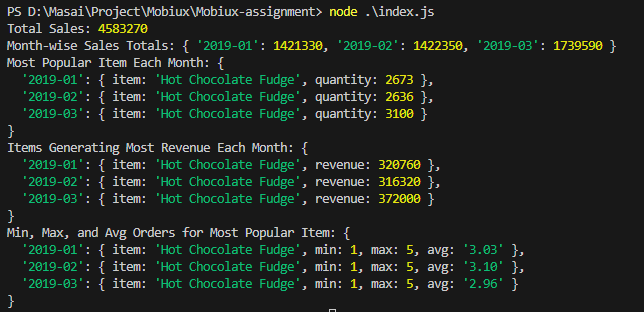 PS D:\Masai\Project\Mobiux\Mobiux-assignment> node .\index.js
Total Sales: 4583270
Month-wise Sales Totals: { '2019-01': 1421330, '2019-02': 1422350, '2019-03': 1739590 }
Most Popular Item Each Month: {
  '2019-01': { item: 'Hot Chocolate Fudge', quantity: 2673 },
  '2019-02': { item: 'Hot Chocolate Fudge', quantity: 2636 },
  '2019-03': { item: 'Hot Chocolate Fudge', quantity: 3100 }
}
Items Generating Most Revenue Each Month: {
  '2019-01': { item: 'Hot Chocolate Fudge', revenue: 320760 },
  '2019-02': { item: 'Hot Chocolate Fudge', revenue: 316320 },
  '2019-03': { item: 'Hot Chocolate Fudge', revenue: 372000 }
}
Min, Max, and Avg Orders for Most Popular Item: {
  '2019-01': { item: 'Hot Chocolate Fudge', min: 1, max: 5, avg: '3.03' },
  '2019-02': { item: 'Hot Chocolate Fudge', min: 1, max: 5, avg: '3.10' },
  '2019-03': { item: 'Hot Chocolate Fudge', min: 1, max: 5, avg: '2.96' }
}